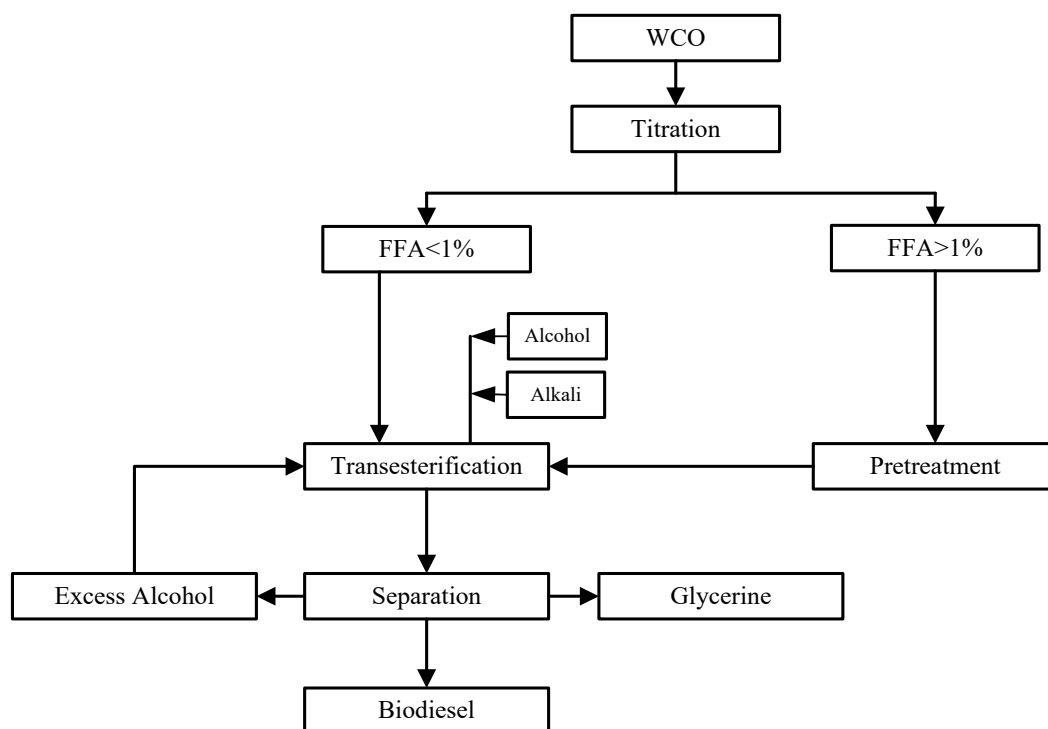 WCO
Titration
FFA<1%
FFA>1%
Alcohol
Alkali
Transesterification
Pretreatment
Excess Alcohol
Separation
Glycerine
Biodiesel